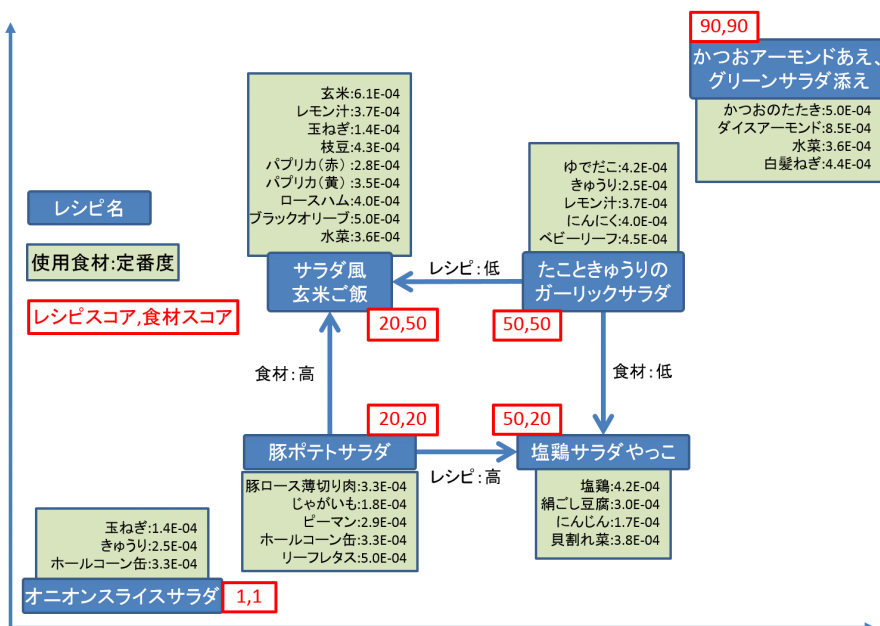 90,90
かつおアーモンドあえ、
グリーンサラダ添え
かつおのたたき:5.0E-04
ダイスアーモンド:8.5E-04
水菜:3.6E-04
白髪ねぎ:4.4E-04
玄米:6.1E-04
レモン汁:3.7E-04
玉ねぎ:1.4E-04
枝豆:4.3E-04
パプリカ(赤):2.8E-04
パプリカ(黄):3.5E-04
ロースハム:4.0E-04
ブラックオリーブ:5.0E-04
水菜:3.6E-04
サラダ風
玄米ご飯
20,50
ゆでだこ:4.2E-04
きゅうり:2.5E-04
レモン汁:3.7E-04
にんにく:4.0E-04
ベビーリーフ:4.5E-04
たこときゅうりの
ガーリックサラダ
50,50
レシピ名
使用食材:定番度
レシピスコア,食材スコア
レシピ:低
食材:高
食材:低
20,20
豚ポテトサラダ
豚ロース薄切り肉:3.3E-04
じゃがいも:1.8E-04
ピーマン:2.9E-04
ホールコーン缶:3.3E-04
リーフレタス:5.0E-04
レシピ:高
50,20
塩鶏サラダやっこ
塩鶏:4.2E-04
絹ごし豆腐:3.0E-04
にんじん:1.7E-04
貝割れ菜:3.8E-04
玉ねぎ:1.4E-04
きゅうり:2.5E-04
ホールコーン缶:3.3E-04
オニオンスライスサラダ
1,1